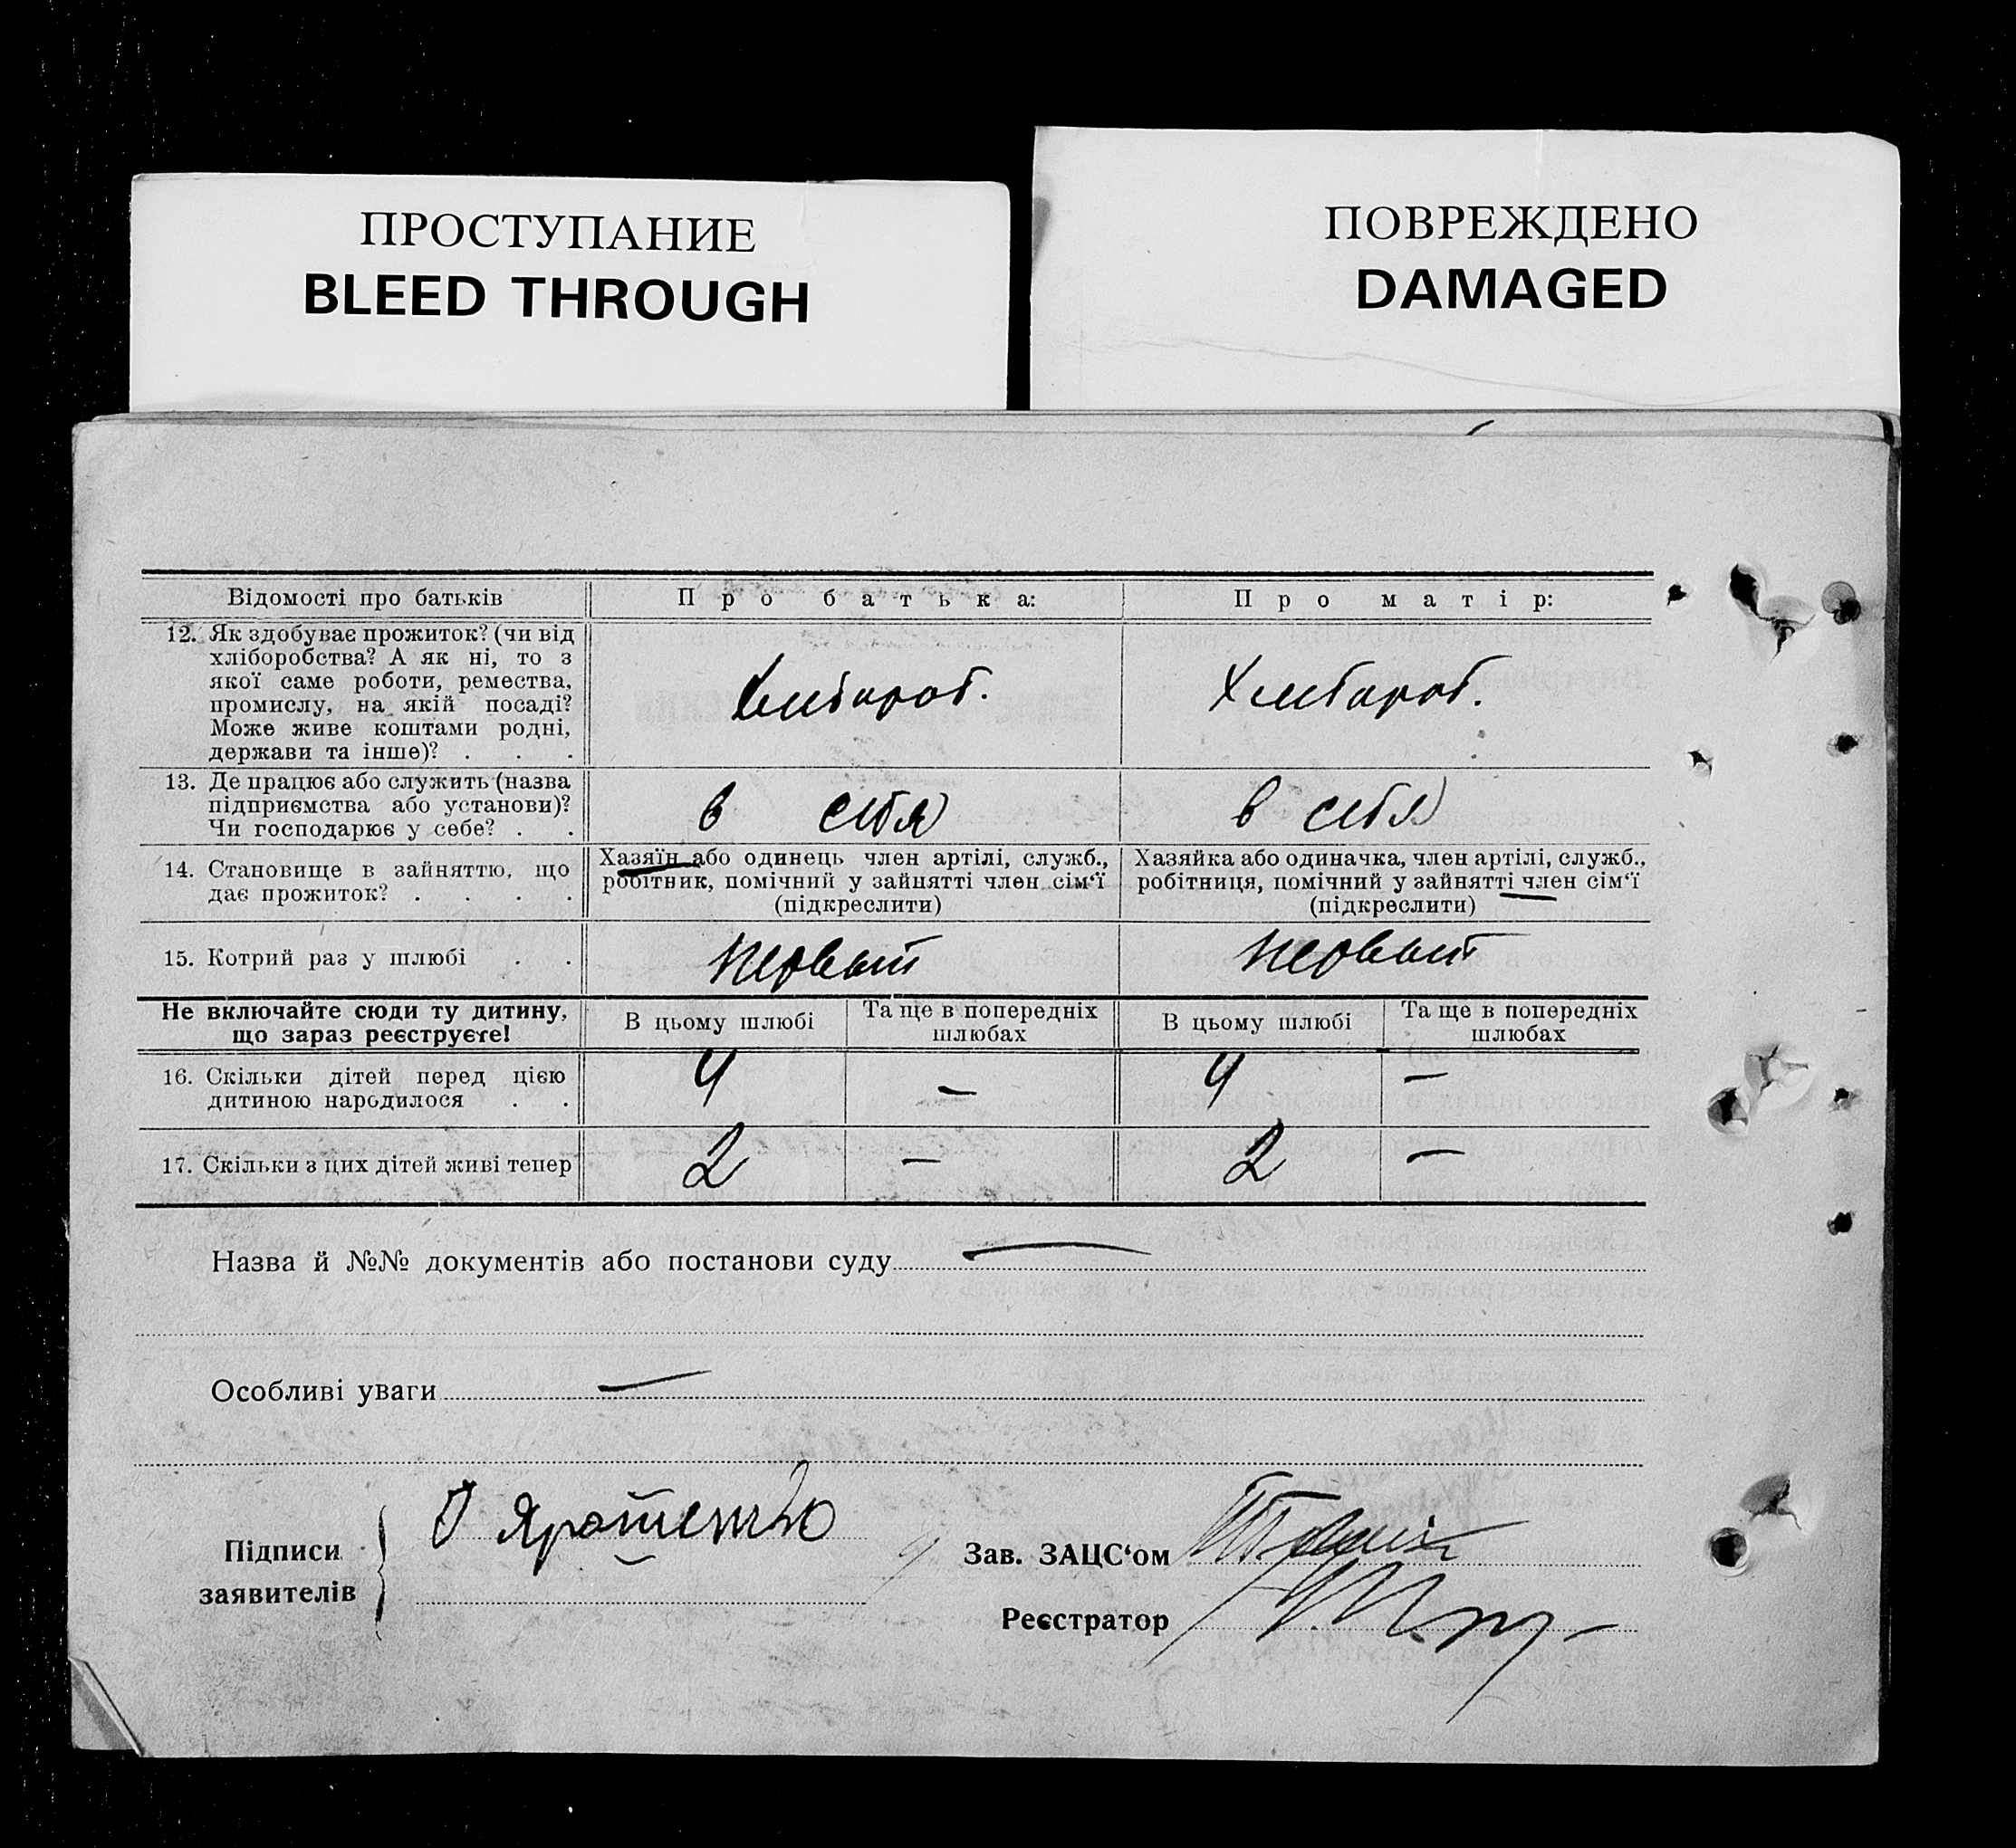 ПРОСТУПАНИЕ
BLEED THROUGH
ПОВРЕЖДЕНО
DAMAGED
Відомості про батьків
Про батька:
Про матір:
12. Як здобуває прожиток? (чи від
хліборобства? А як ні, то з
якої саме роботи, ремества,
промислу, на якій посаді?
Може живе коштами родні,
держави та інше)? . . .
Хлибороб.
Хлибороб.
13. Де працює або служить (назва
підприємства або установи)?
Чи господарює у себе? . .
в себя
в себя
14. Становище в зайняттю, що
дає прожиток? . . . .
Хазяїн або одинець член артілі, служб.,
робітник, помічний у зайнятті член сім‘ї
(підкреслити)
Хазяйка або одиначка, член артілі, служб.,
робітниця, помічний у зайнятті член сім‘ї
(підкреслити)
15. Котрий раз у шлюбі . .
первый
первый
Не включайте сюди ту дитину,
що зараз реєструєте!
В цьому шлюбі
Та ще в попередніх
шлюбах
В цьому шлюбі
Та ще в попередніх
шлюбах
16. Скільки дітей перед цією
дитиною народилося . .
4 — 4 —
17. Скільки з цих дітей живі тепер
2 — 2 —
Назва й №№ документів або постанови суду —
Особливі уваги —
Підписи
заявителів
Зав. ЗАЦС‘ом
Реєстратор